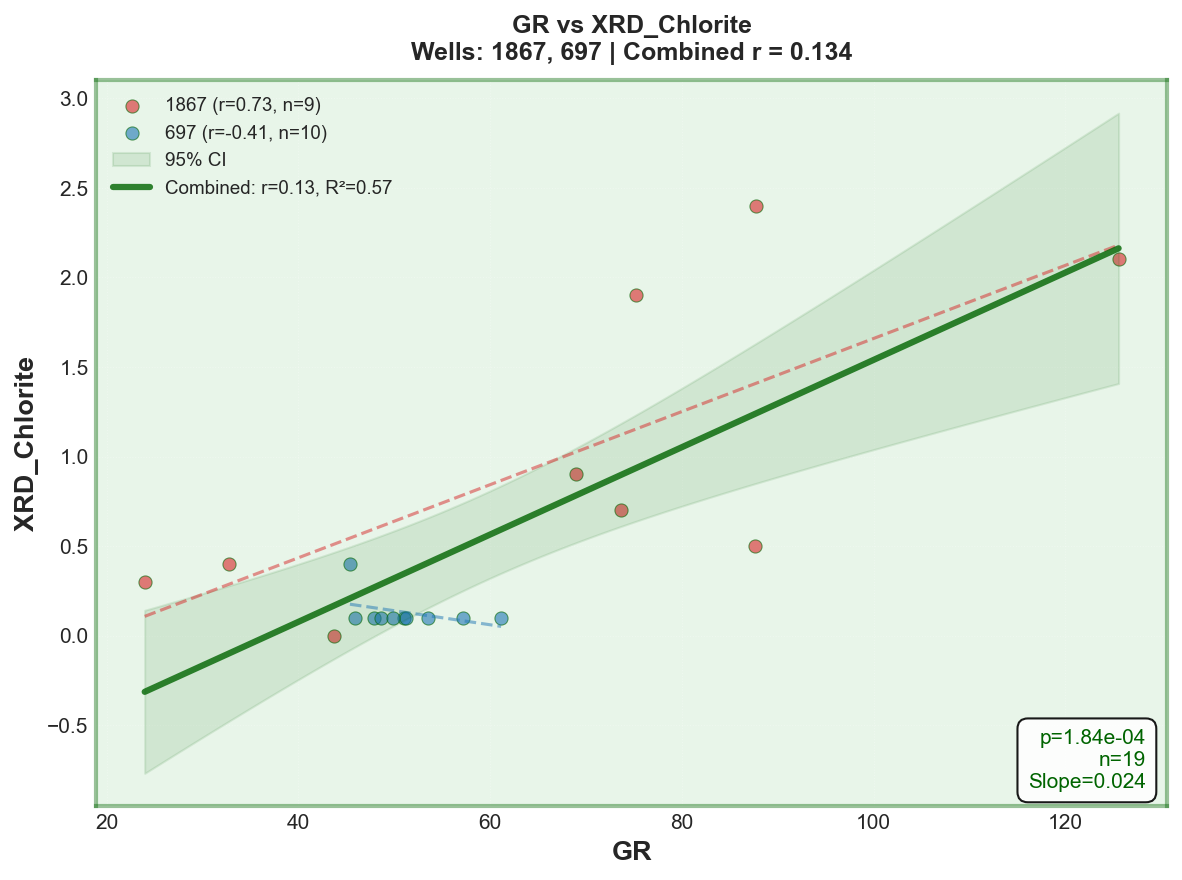 GR vs XRD_Chlorite
Wells: 1867, 697 | Combined r = 0.134
1867 (r=0.73, n=9)
697 (r=-0.41, n=10)
95% CI
Combined: r=0.13, R²=0.57
3.0
2.5
2.0
1.5
1.0
0.5
0.0
−0.5
XRD_Chlorite
p=1.84e-04
n=19
Slope=0.024
20 40 60 80 100 120
GR